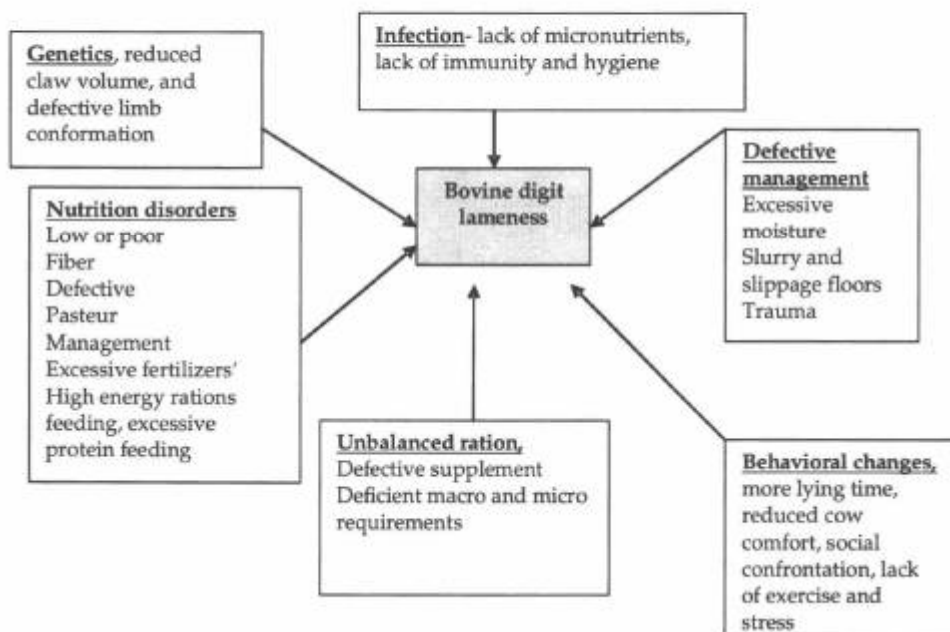 Genetics, reduced
claw volume, and
defective limb
conformation
Infection- lack of micronutrients,
lack of immunity and hygiene
Bovine digit
lameness
Defective
management
Excessive
moisture
Slurry and
slippage floors
Trauma
Nutrition disorders
Low or poor
Fiber
Defective
Pasteur
Management
Excessive fertilizers'
High energy rations
feeding, excessive
protein feeding
Unbalanced ration,
Defective supplement
Deficient macro and micro
requirements
Behavioral changes,
more lying time,
reduced cow
comfort, social
confrontation, lack
of exercise and
stress